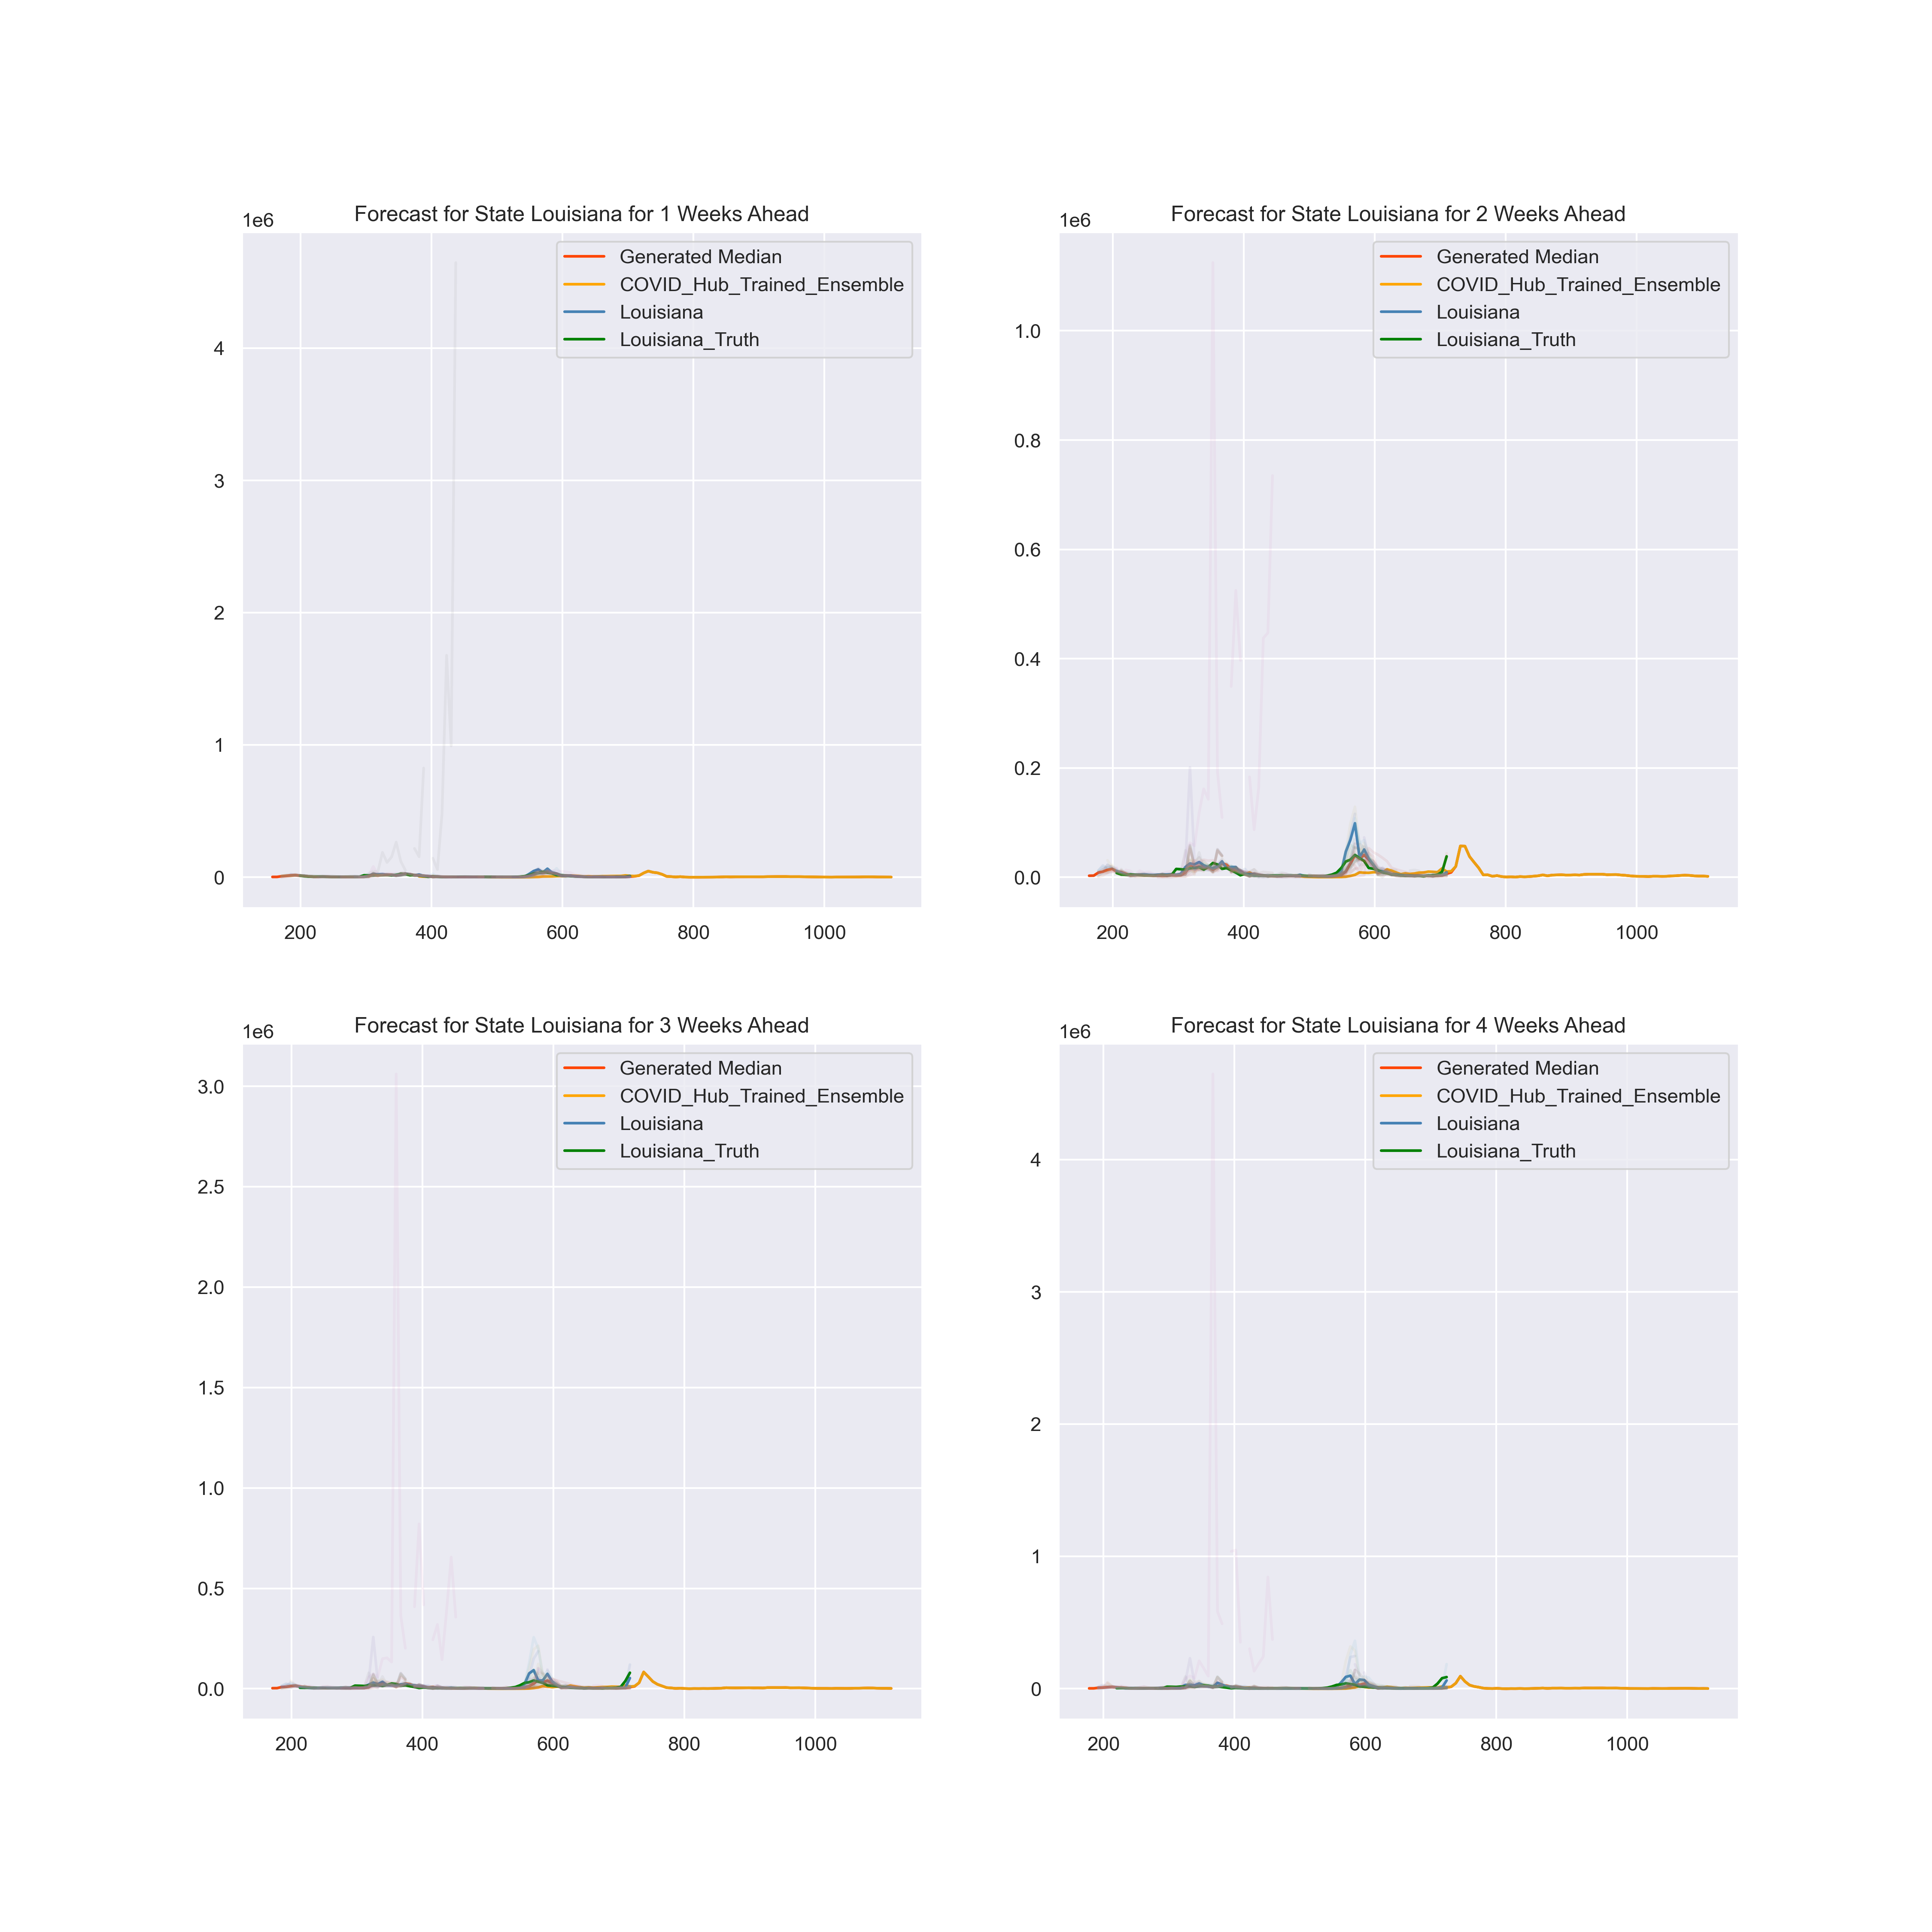 Forecast for State Louisiana for 1 Weeks Ahead
1e6
Generated Median
COVID_Hub_Trained_Ensemble
Louisiana
Louisiana_Truth
4
3
2
1
0
200 400 600 800 1000
Forecast for State Louisiana for 2 Weeks Ahead
1e6
Generated Median
COVID_Hub_Trained_Ensemble
Louisiana
Louisiana_Truth
1.0
0.8
0.6
0.4
0.2
0.0
200 400 600 800 1000
Forecast for State Louisiana for 3 Weeks Ahead
1e6
Generated Median
COVID_Hub_Trained_Ensemble
Louisiana
Louisiana_Truth
3.0
2.5
2.0
1.5
1.0
0.5
0.0
200 400 600 800 1000
Forecast for State Louisiana for 4 Weeks Ahead
1e6
Generated Median
COVID_Hub_Trained_Ensemble
Louisiana
Louisiana_Truth
4
3
2
1
0
200 400 600 800 1000